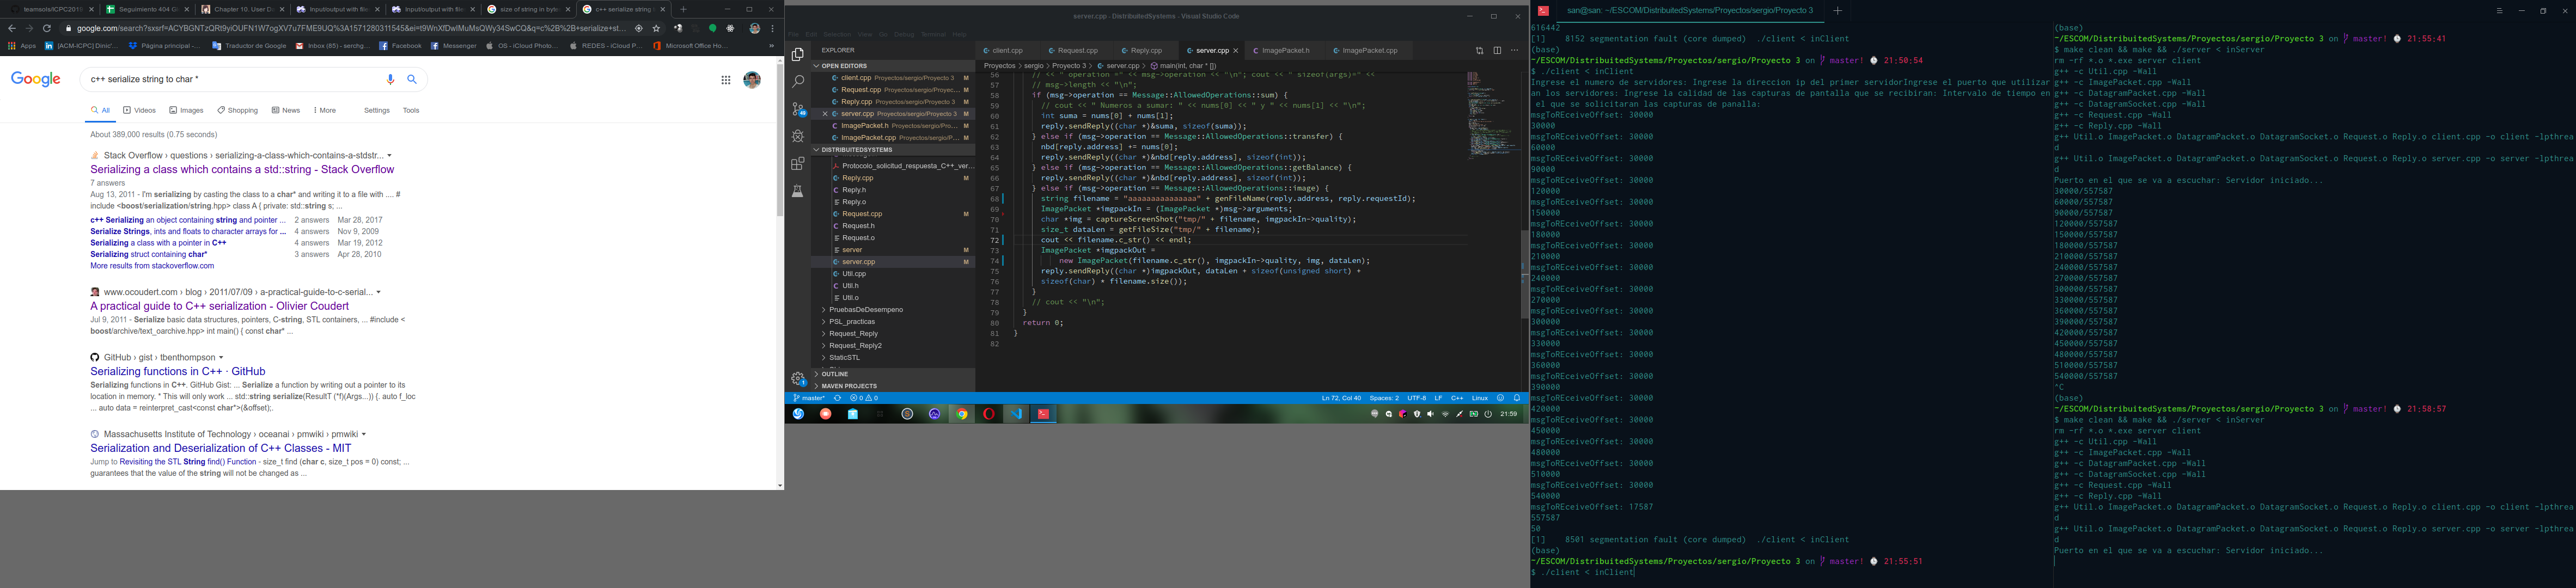 teamsols/ICPC2019
Seguimiento 404 G
Chapter 10. User Da
Input/output with file
Input/output with file
size of string in byte
c++ serialize string
google.com/search?sxsrf=ACYBGNTzQRt9yiOUFN1W7ogXV7u7FME9UQ%3A1571280311545&ei=t9WnXfDwIMuMsQWy34SwCQ&q=c%2B%2B+serialize+st...
Apps
[ACM-ICPC] Dinic'...
Página principal -...
Traductor de Google
Inbox (85) - serchg...
Facebook
Messenger
OS - iCloud Photo...
REDES - iCloud P...
Microsoft Office Ho...
Google
c++ serialize string to char *
All
Videos
Images
Shopping
News
More
Settings
Tools
About 389,000 results (0.75 seconds)
Stack Overflow › questions › serializing-a-class-which-contains-a-stdstr...
Serializing a class which contains a std::string - Stack Overflow
7 answers
Aug 13, 2011 - I'm serializing by casting the class to a char* and writing it to a file with .... #
include <boost/serialization/string.hpp> class A { private: std::string s; ...
c++ Serializing an object containing string and pointer ... 2 answers Mar 28, 2017
Serialize Strings, ints and floats to character arrays for ... 4 answers Nov 9, 2009
Serializing a class with a pointer in C++ 4 answers Mar 19, 2012
Serializing struct containing char* 3 answers Apr 28, 2010
More results from stackoverflow.com
www.ocoudert.com › blog › 2011/07/09 › a-practical-guide-to-c-serial...
A practical guide to C++ serialization - Olivier Coudert
Jul 9, 2011 - Serialize basic data structures, pointers, C-string, STL containers, ... #include <
boost/archive/text_oarchive.hpp> int main() { const char* ...
GitHub › gist › tbenthompson
Serializing functions in C++ · GitHub
Serializing functions in C++. GitHub Gist: ... Serialize a function by writing out a pointer to its
location in memory. * This will only work ... std::string serialize(ResultT (*f)(Args...)) {. auto f_loc
... auto data = reinterpret_cast<const char*>(&offset);.
Massachusetts Institute of Technology › oceanai › pmwiki › pmwiki
Serialization and Deserialization of C++ Classes - MIT
Jump to Revisiting the STL String find() Function - size_t find (char c, size_t pos = 0) const; ...
guarantees that the value of the string will not be changed as ...
server.cpp - DistribuitedSystems - Visual Studio Code
File Edit Selection View Go Debug Terminal Help
EXPLORER
OPEN EDITORS
client.cpp Proyectos/sergio/Proyecto 3 M
Request.cpp Proyectos/sergio/Proyec... M
Reply.cpp Proyectos/sergio/Proyecto 3 M
server.cpp Proyectos/sergio/Proyecto 3 M
ImagePacket.h Proyectos/sergio/Pro... M
ImagePacket.cpp Proyectos/sergio/P... M
DISTRIBUITEDSYSTEMS
Protocolo_solicitud_respuesta_C++_ver...
Reply.cpp M
Reply.h
Reply.o
Request.cpp M
Request.h
Request.o
server M
server.cpp M
Util.cpp
Util.h
Util.o
PruebasDeDesempeno
PSL_practicas
Request_Reply
Request_Reply2
StaticSTL
OUTLINE
MAVEN PROJECTS
client.cpp
Request.cpp
Reply.cpp
server.cpp
ImagePacket.h
ImagePacket.cpp
Proyectos › sergio › Proyecto 3 › server.cpp › main(int, char * [])
56 // << " operation =" << msg->operation << "\n"; cout << " sizeof(args)=" <<
57 // msg->length << "\n";
58 if (msg->operation == Message::AllowedOperations::sum) {
59 // cout << " Numeros a sumar: " << nums[0] << " y " << nums[1] << "\n";
60 int suma = nums[0] + nums[1];
61 reply.sendReply((char *)&suma, sizeof(suma));
62 } else if (msg->operation == Message::AllowedOperations::transfer) {
63 nbd[reply.address] += nums[0];
64 reply.sendReply((char *)&nbd[reply.address], sizeof(int));
65 } else if (msg->operation == Message::AllowedOperations::getBalance) {
66 reply.sendReply((char *)&nbd[reply.address], sizeof(int));
67 } else if (msg->operation == Message::AllowedOperations::image) {
68 string filename = "aaaaaaaaaaaaaaa" + genFileName(reply.address, reply.requestId);
69 ImagePacket *imgpackIn = (ImagePacket *)msg->arguments;
70 char *img = captureScreenShot("tmp/" + filename, imgpackIn->quality);
71 size_t dataLen = getFileSize("tmp/" + filename);
72 cout << filename.c_str() << endl;
73 ImagePacket *imgpackOut =
74 new ImagePacket(filename.c_str(), imgpackIn->quality, img, dataLen);
75 reply.sendReply((char *)imgpackOut, dataLen + sizeof(unsigned short) +
76 sizeof(char) * filename.size());
77 }
78 // cout << "\n";
79 }
80 return 0;
81 }
82
master* 0 0 Ln 72, Col 40 Spaces: 2 UTF-8 LF C++ Linux
21:59
san@san: ~/ESCOM/DistribuitedSystems/Proyectos/sergio/Proyecto 3
616442
[1] 8152 segmentation fault (core dumped) ./client < inClient
(base)
~/ESCOM/DistribuitedSystems/Proyectos/sergio/Proyecto 3 on master! 21:50:54
$ ./client < inClient
Ingrese el numero de servidores: Ingrese la direccion ip del primer servidorIngrese el puerto que utilizar
an los servidores: Ingrese la calidad de las capturas de pantalla que se recibiran: Intervalo de tiempo en
el que se solicitaran las capturas de panalla:
msgToREceiveOffset: 30000
30000
msgToREceiveOffset: 30000
60000
msgToREceiveOffset: 30000
90000
msgToREceiveOffset: 30000
120000
msgToREceiveOffset: 30000
150000
msgToREceiveOffset: 30000
180000
msgToREceiveOffset: 30000
210000
msgToREceiveOffset: 30000
240000
msgToREceiveOffset: 30000
270000
msgToREceiveOffset: 30000
300000
msgToREceiveOffset: 30000
330000
msgToREceiveOffset: 30000
360000
msgToREceiveOffset: 30000
390000
msgToREceiveOffset: 30000
420000
msgToREceiveOffset: 30000
450000
msgToREceiveOffset: 30000
480000
msgToREceiveOffset: 30000
510000
msgToREceiveOffset: 30000
540000
msgToREceiveOffset: 17587
557587
50
[1] 8501 segmentation fault (core dumped) ./client < inClient
(base)
~/ESCOM/DistribuitedSystems/Proyectos/sergio/Proyecto 3 on master! 21:55:51
$ ./client < inClient
(base)
~/ESCOM/DistribuitedSystems/Proyectos/sergio/Proyecto 3 on master! 21:55:41
$ make clean && make && ./server < inServer
rm -rf *.o *.exe server client
g++ -c Util.cpp -Wall
g++ -c ImagePacket.cpp -Wall
g++ -c DatagramPacket.cpp -Wall
g++ -c DatagramSocket.cpp -Wall
g++ -c Request.cpp -Wall
g++ -c Reply.cpp -Wall
g++ Util.o ImagePacket.o DatagramPacket.o DatagramSocket.o Request.o Reply.o client.cpp -o client -lpthrea
d
g++ Util.o ImagePacket.o DatagramPacket.o DatagramSocket.o Request.o Reply.o server.cpp -o server -lpthrea
d
Puerto en el que se va a escuchar: Servidor iniciado...
30000/557587
60000/557587
90000/557587
120000/557587
150000/557587
180000/557587
210000/557587
240000/557587
270000/557587
300000/557587
330000/557587
360000/557587
390000/557587
420000/557587
450000/557587
480000/557587
510000/557587
540000/557587
^C
(base)
~/ESCOM/DistribuitedSystems/Proyectos/sergio/Proyecto 3 on master! 21:58:57
$ make clean && make && ./server < inServer
rm -rf *.o *.exe server client
g++ -c Util.cpp -Wall
g++ -c ImagePacket.cpp -Wall
g++ -c DatagramPacket.cpp -Wall
g++ -c DatagramSocket.cpp -Wall
g++ -c Request.cpp -Wall
g++ -c Reply.cpp -Wall
g++ Util.o ImagePacket.o DatagramPacket.o DatagramSocket.o Request.o Reply.o client.cpp -o client -lpthrea
d
g++ Util.o ImagePacket.o DatagramPacket.o DatagramSocket.o Request.o Reply.o server.cpp -o server -lpthrea
d
Puerto en el que se va a escuchar: Servidor iniciado...